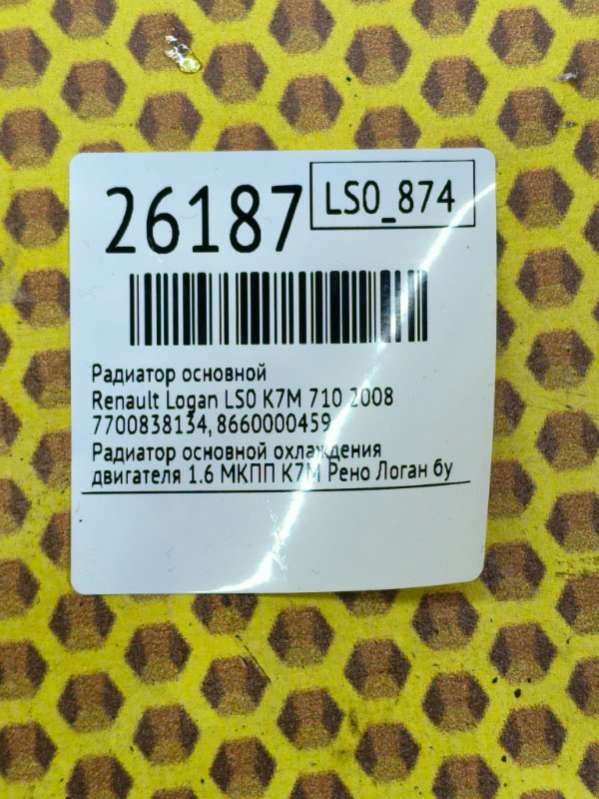 26187
LS0_874
Радиатор основной
Renault Logan LS0 K7M 710 2008
7700838134, 8660000459
Радиатор основной охлаждения
двигателя 1.6 МКПП K7M Рено Логан бу